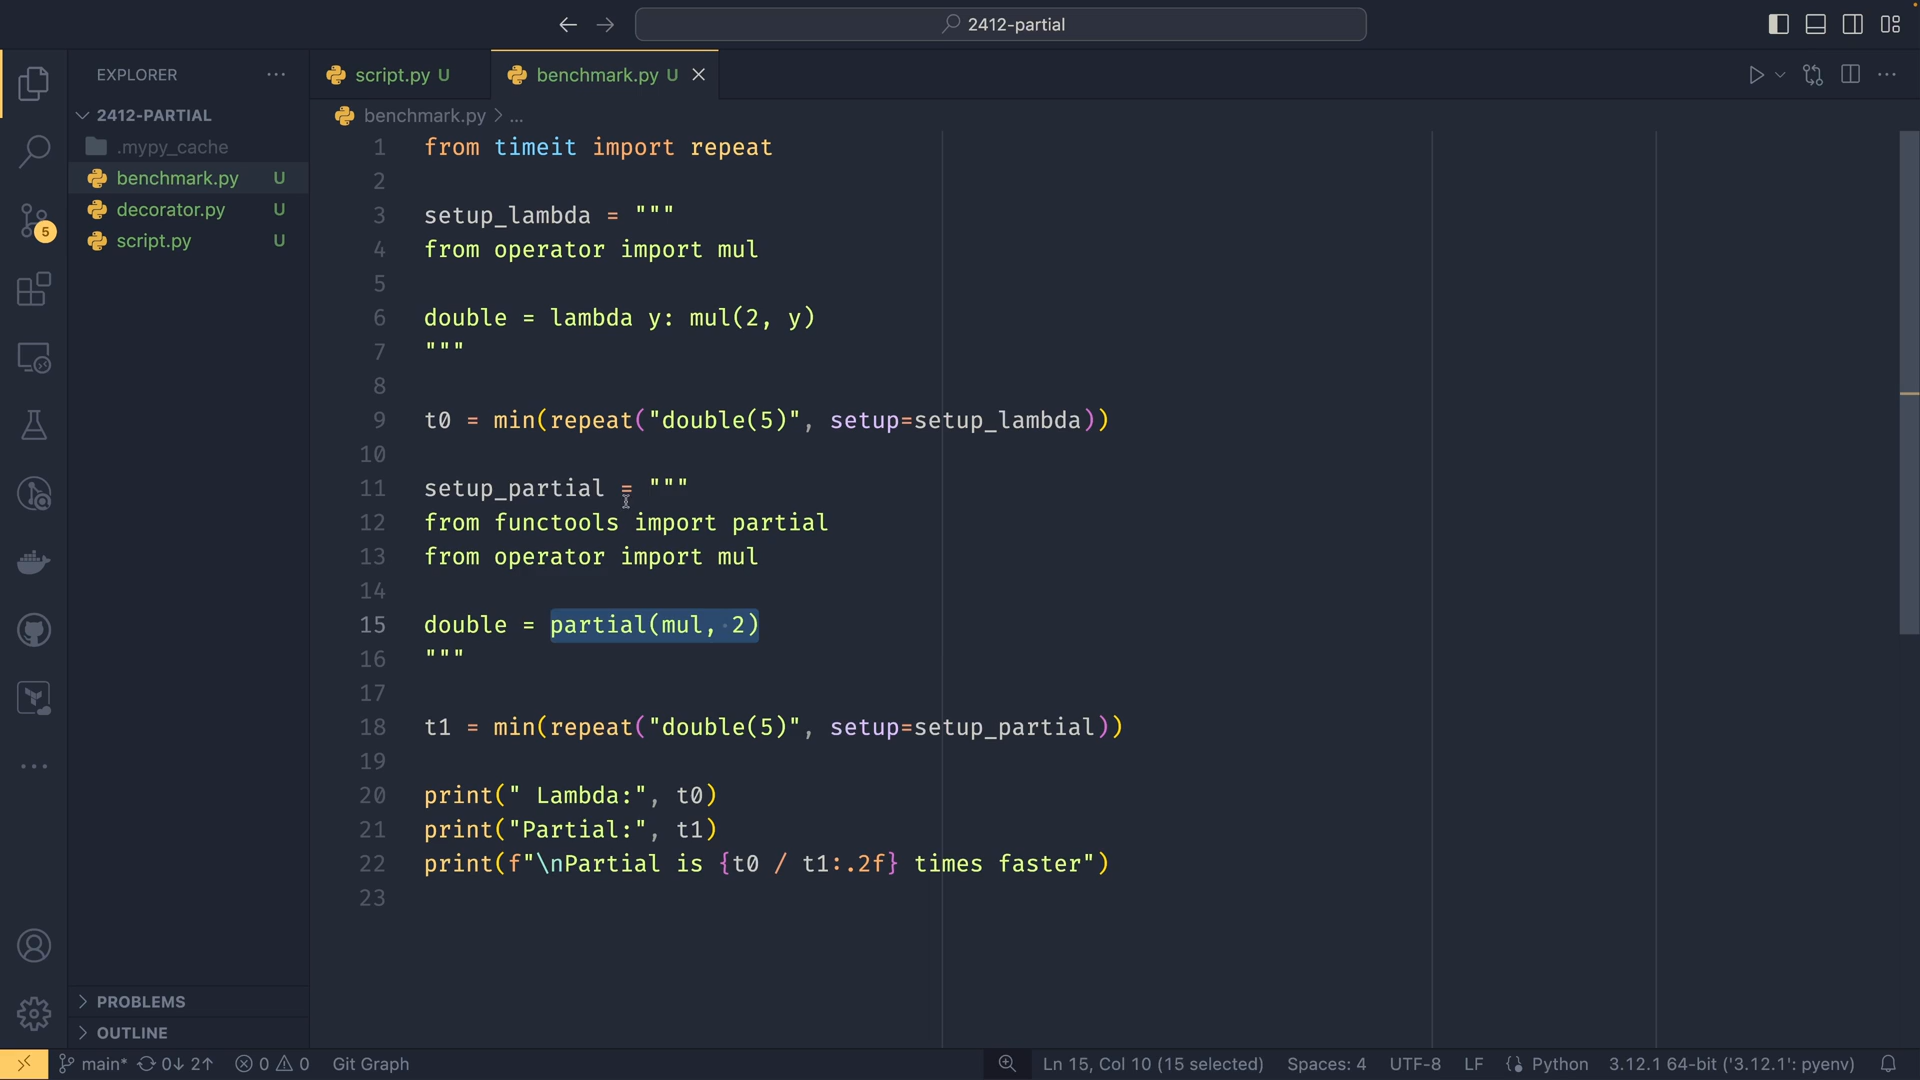 2412-partial
EXPLORER
2412-PARTIAL
.mypy_cache
benchmark.py U
decorator.py U
script.py U
5
PROBLEMS
OUTLINE
script.py U
benchmark.py U
benchmark.py > ...
1 from timeit import repeat
2
3 setup_lambda = """
4 from operator import mul
5
6 double = lambda y: mul(2, y)
7 """
8
9 t0 = min(repeat("double(5)", setup=setup_lambda))
10
11 setup_partial = """
12 from functools import partial
13 from operator import mul
14
15 double = partial(mul, 2)
16 """
17
18 t1 = min(repeat("double(5)", setup=setup_partial))
19
20 print(" Lambda:", t0)
21 print("Partial:", t1)
22 print(f"\nPartial is {t0 / t1:.2f} times faster")
23
main* 0↓ 2↑ 0 0 Git Graph Ln 15, Col 10 (15 selected) Spaces: 4 UTF-8 LF Python 3.12.1 64-bit ('3.12.1': pyenv)